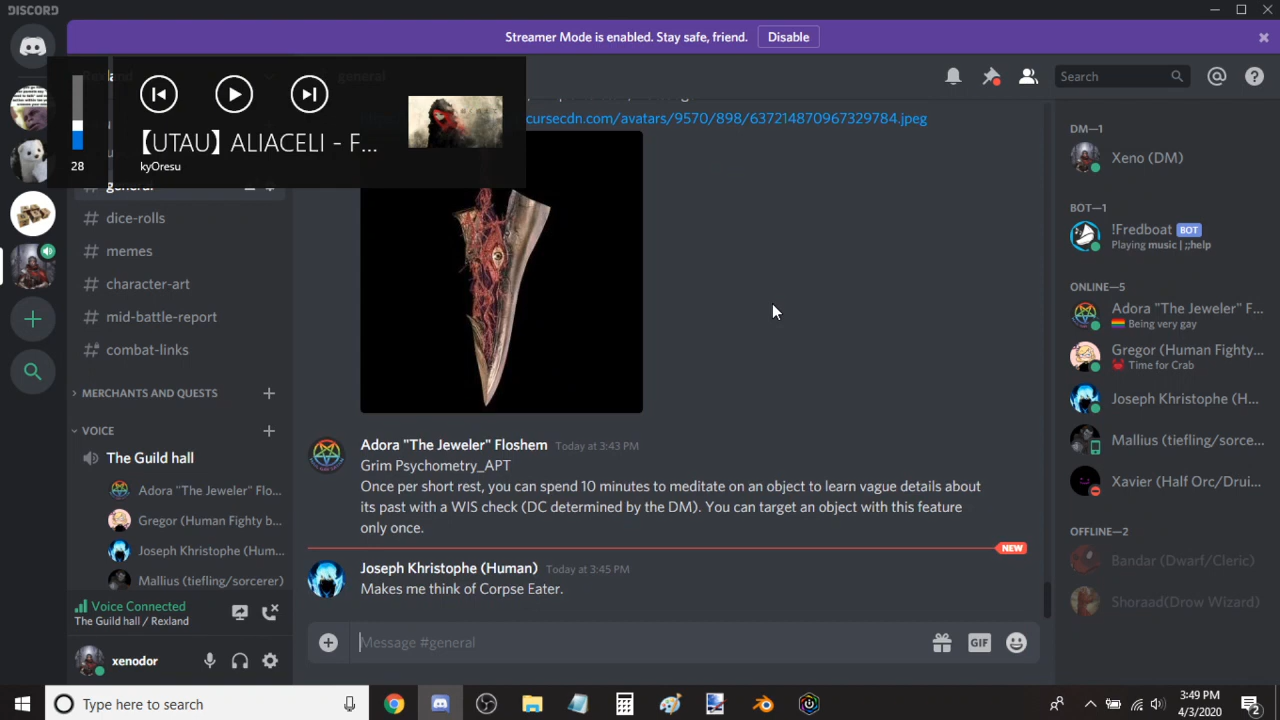 DISCORD
Streamer Mode is enabled. Stay safe, friend. Disable
28
【UTAU】 ALIACELI - F...
kyOresu
general
Search
cursecdn.com/avatars/9570/898/637214870967329784.jpeg
general
dice-rolls
memes
character-art
mid-battle-report
combat-links
MERCHANTS AND QUESTS
VOICE
The Guild hall
Adora "The Jeweler" Flo...
Gregor (Human Fighty b...
Joseph Khristophe (Hum...
Mallius (tiefling/sorcerer)
Voice Connected
The Guild hall / Rexland
xenodor
Adora "The Jeweler" Floshem Today at 3:43 PM
Grim Psychometry_APT
Once per short rest, you can spend 10 minutes to meditate on an object to learn vague details about
its past with a WIS check (DC determined by the DM). You can target an object with this feature
only once.
NEW
Joseph Khristophe (Human) Today at 3:45 PM
Makes me think of Corpse Eater.
Message #general
GIF
DM—1
Xeno (DM)
BOT—1
!Fredboat BOT
Playing music | ;;help
ONLINE—5
Adora "The Jeweler" F...
Being very gay
Gregor (Human Fighty...
Time for Crab
Joseph Khristophe (H...
Mallius (tiefling/sorce...
Xavier (Half Orc/Drui...
OFFLINE—2
Bandar (Dwarf/Cleric)
Shoraad(Drow Wizard)
Type here to search
3:49 PM
4/3/2020
2